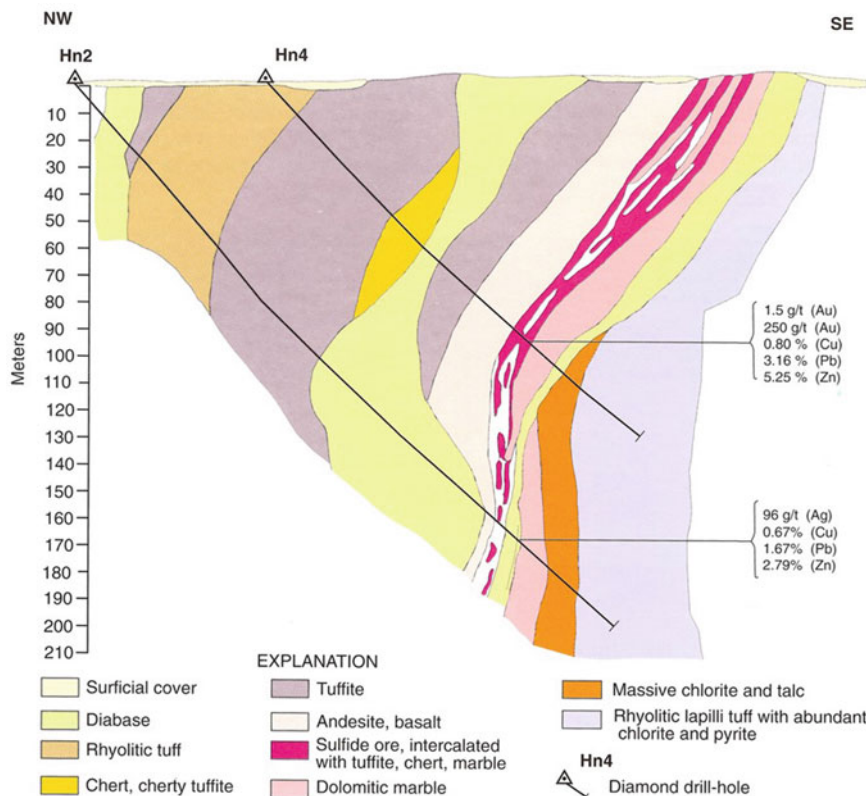 NW
SE
Hn2
Hn4
10
20
30
40
50
60
70
80
90
100
110
120
130
140
150
160
170
180
190
200
210
Meters
1.5 g/t (Au)
250 g/t (Au)
0.80 % (Cu)
3.16 % (Pb)
5.25 % (Zn)
96 g/t (Ag)
0.67% (Cu)
1.67% (Pb)
2.79% (Zn)
EXPLANATION
Surficial cover
Diabase
Rhyolitic tuff
Chert, cherty tuffite
Tuffite
Andesite, basalt
Sulfide ore, intercalated
with tuffite, chert, marble
Dolomitic marble
Massive chlorite and talc
Rhyolitic lapilli tuff with abundant
chlorite and pyrite
Hn4
Diamond drill-hole